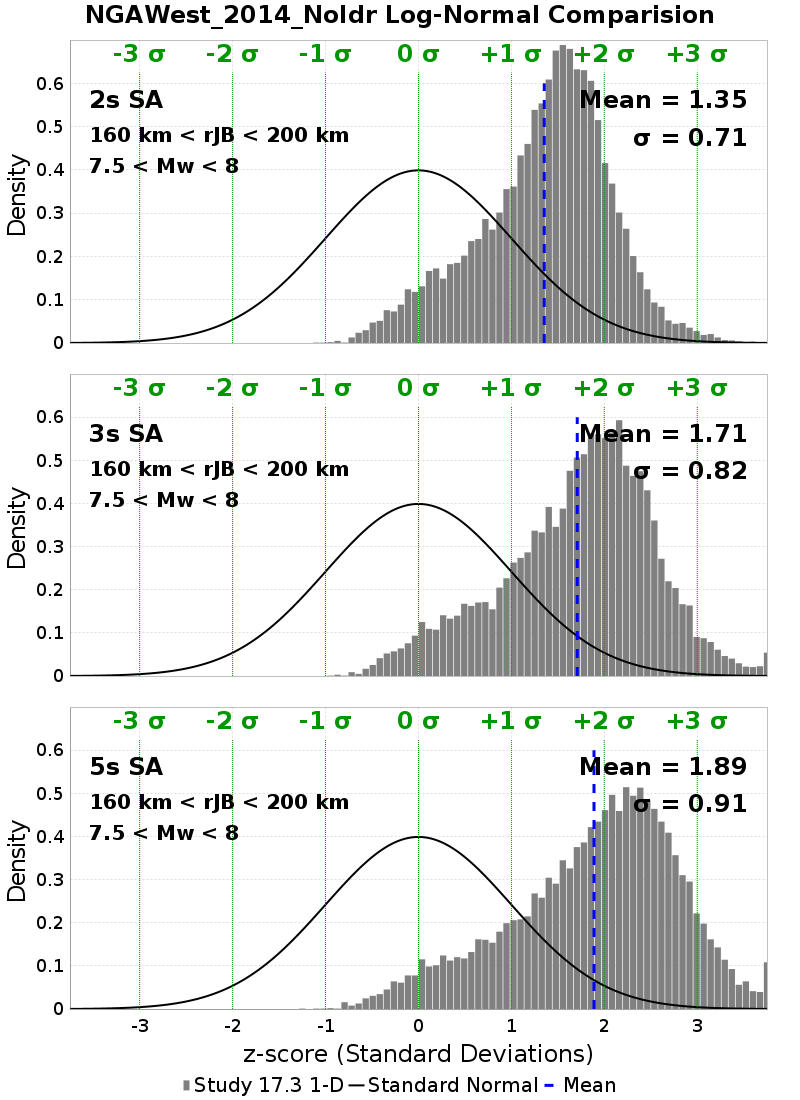 NGAWest_2014_NoIdr Log-Normal Comparision
-3 σ -2 σ -1 σ 0 σ +1 σ +2 σ +3 σ
2s SA
160 km < rJB < 200 km
7.5 < Mw < 8
Mean = 1.35
σ = 0.71
Density
0.6
0.5
0.4
0.3
0.2
0.1
0
-3 σ -2 σ -1 σ 0 σ +1 σ +2 σ +3 σ
3s SA
160 km < rJB < 200 km
7.5 < Mw < 8
Mean = 1.71
σ = 0.82
Density
0.6
0.5
0.4
0.3
0.2
0.1
0
-3 σ -2 σ -1 σ 0 σ +1 σ +2 σ +3 σ
5s SA
160 km < rJB < 200 km
7.5 < Mw < 8
Mean = 1.89
σ = 0.91
Density
0.6
0.5
0.4
0.3
0.2
0.1
0
-3 -2 -1 0 1 2 3
z-score (Standard Deviations)
Study 17.3 1-D Standard Normal Mean